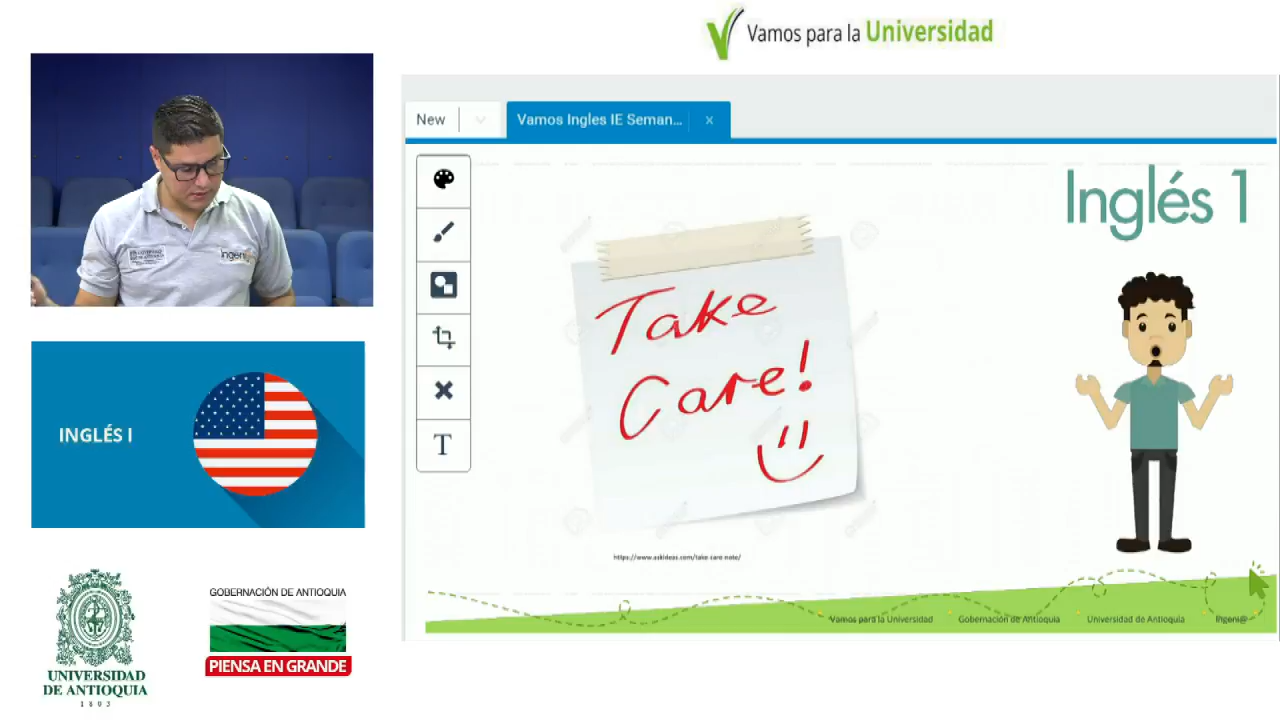 Vamos para la Universidad
New
Vamos Ingles IE Seman...
Inglés 1
Take
Care!
https://www.askideas.com/take-care-note/
Vamos para la Universidad
Gobernación de Antioquia
Universidad de Antioquia
Ingeni@
T
INGLÉS I
UNIVERSIDAD
DE ANTIOQUIA
1803
GOBERNACIÓN DE ANTIOQUIA
PIENSA EN GRANDE